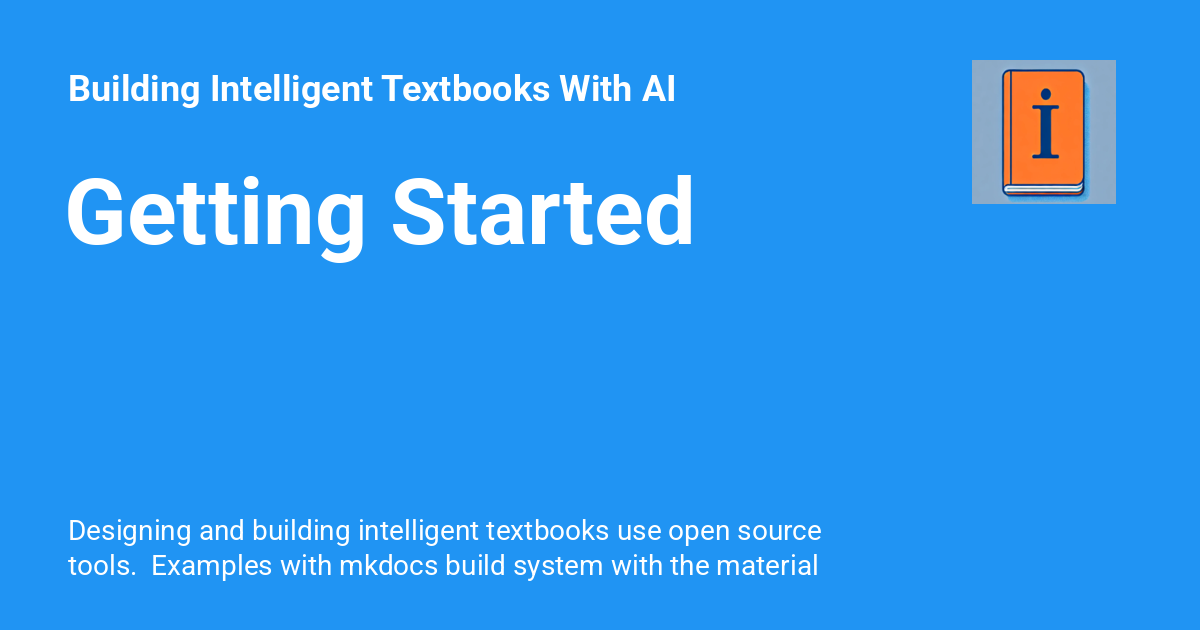 Building Intelligent Textbooks With AI
i
Getting Started
Designing and building intelligent textbooks use open source
tools.  Examples with mkdocs build system with the material